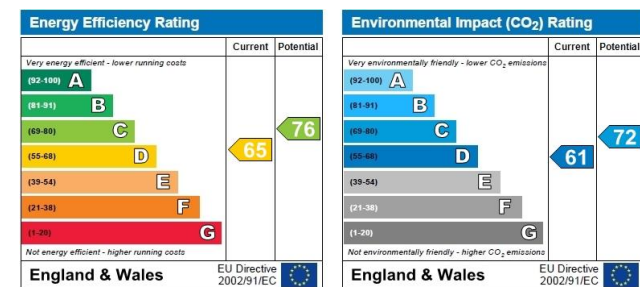 Energy Efficiency Rating
Current Potential
Very energy efficient - lower running costs
(92-100) A
(81-91) B
(69-80) C
(55-68) D
(39-54) E
(21-38) F
(1-20) G
65
76
Not energy efficient - higher running costs
England & Wales
EU Directive
2002/91/EC
Environmental Impact (CO₂) Rating
Current Potential
Very environmentally friendly - lower CO₂ emissions
(92-100) A
(81-91) B
(69-80) C
(55-68) D
(39-54) E
(21-38) F
(1-20) G
61
72
Not environmentally friendly - higher CO₂ emissions
England & Wales
EU Directive
2002/91/EC